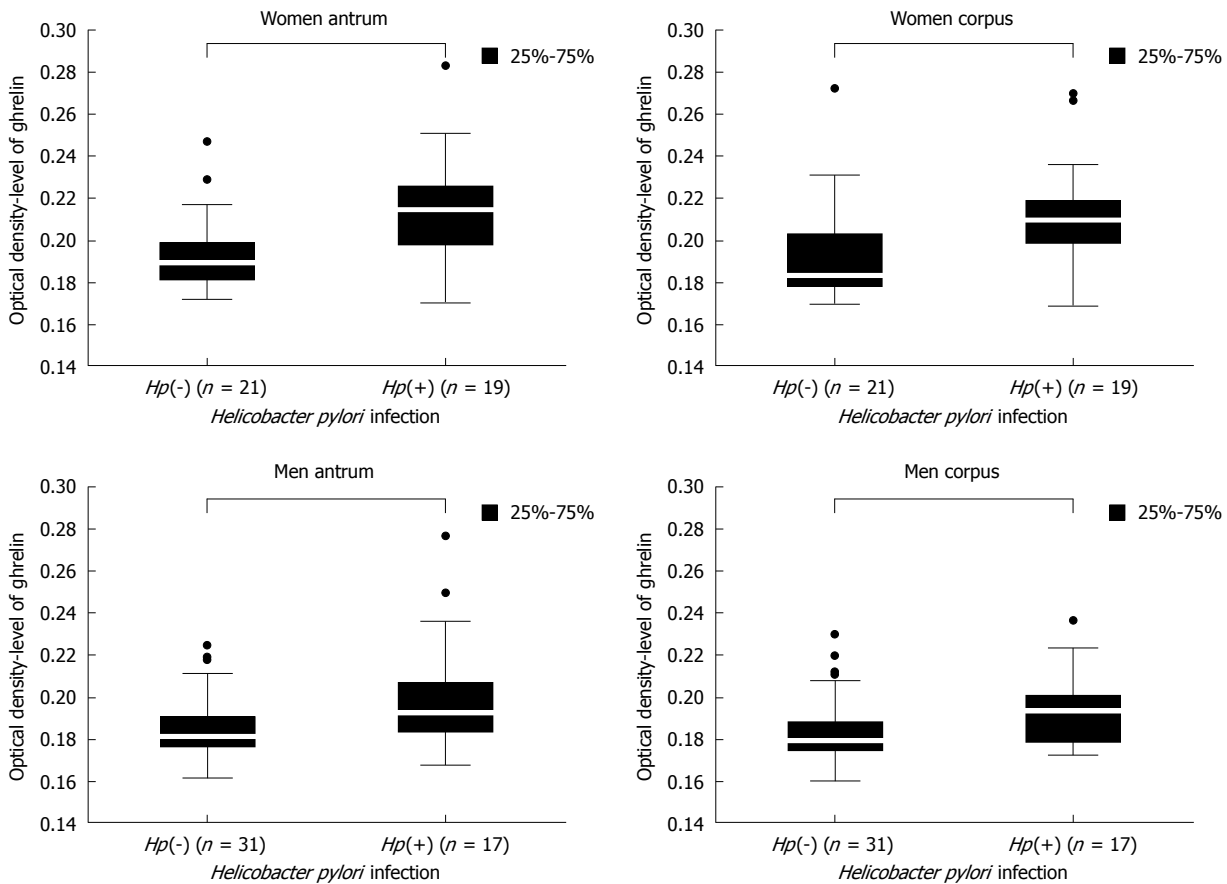 Women antrum
0.30
0.28
0.26
0.24
0.22
0.20
0.18
0.16
0.14
Optical density-level of ghrelin
25%-75%
Hp(-) (n = 21) Hp(+) (n = 19)
Helicobacter pylori infection
Women corpus
0.30
0.28
0.26
0.24
0.22
0.20
0.18
0.16
0.14
Optical density-level of ghrelin
25%-75%
Hp(-) (n = 21) Hp(+) (n = 19)
Helicobacter pylori infection
Men antrum
0.30
0.28
0.26
0.24
0.22
0.20
0.18
0.16
0.14
Optical density-level of ghrelin
25%-75%
Hp(-) (n = 31) Hp(+) (n = 17)
Helicobacter pylori infection
Men corpus
0.30
0.28
0.26
0.24
0.22
0.20
0.18
0.16
0.14
Optical density-level of ghrelin
25%-75%
Hp(-) (n = 31) Hp(+) (n = 17)
Helicobacter pylori infection